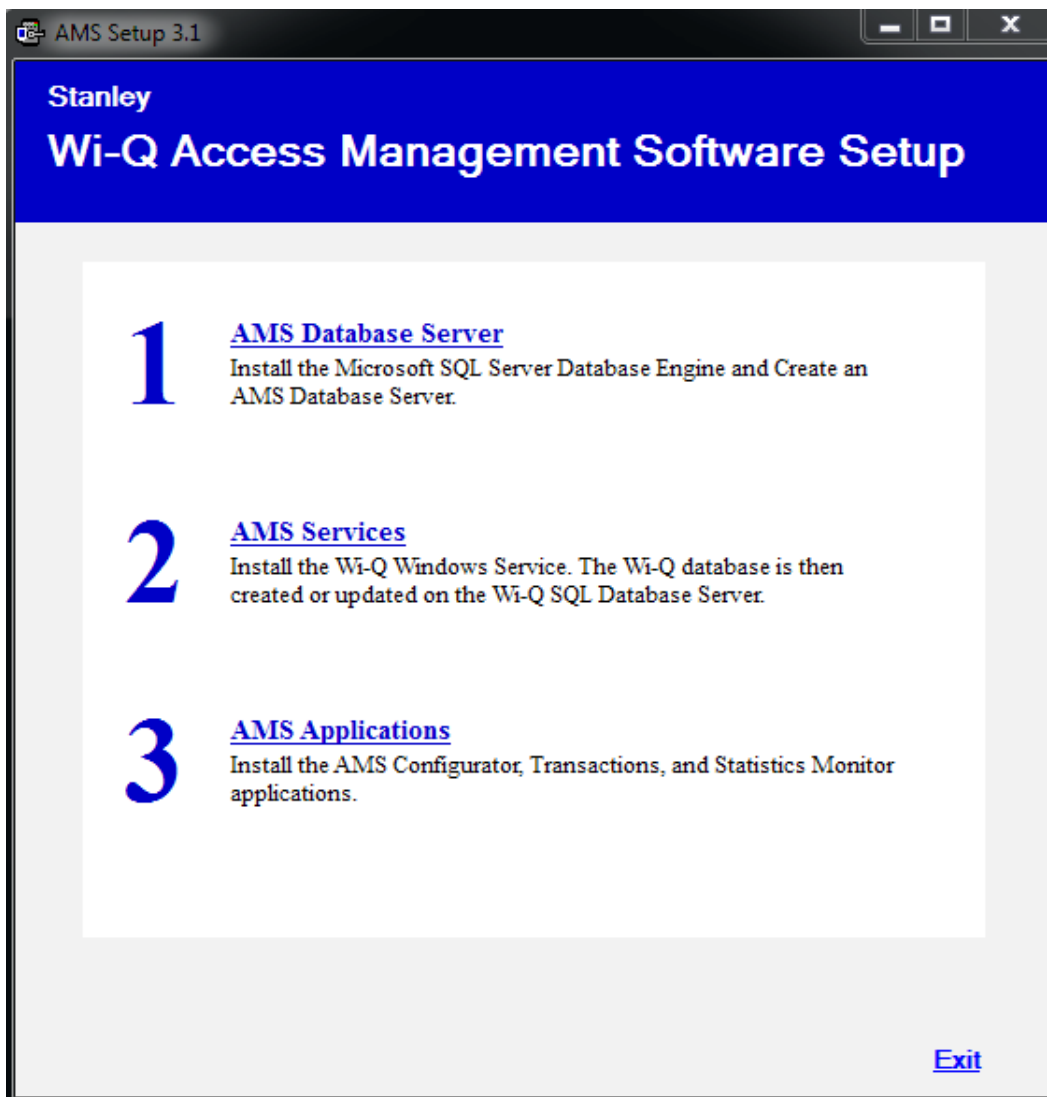 AMS Setup 3.1
Stanley
Wi-Q Access Management Software Setup
1
AMS Database Server
Install the Microsoft SQL Server Database Engine and Create an
AMS Database Server.
2
AMS Services
Install the Wi-Q Windows Service. The Wi-Q database is then
created or updated on the Wi-Q SQL Database Server.
3
AMS Applications
Install the AMS Configurator, Transactions, and Statistics Monitor
applications.
Exit